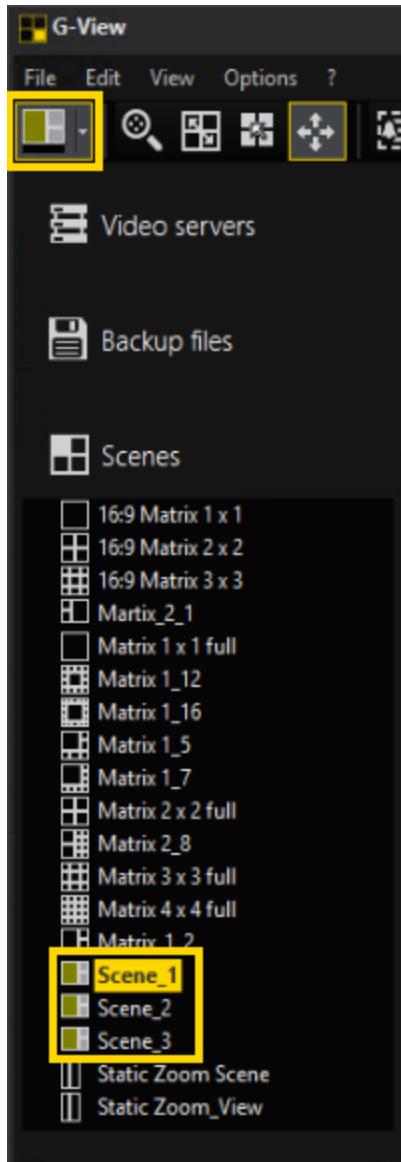 G-View
File Edit View Options ?
Video servers
Backup files
Scenes
16:9 Matrix 1 x 1
16:9 Matrix 2 x 2
16:9 Matrix 3 x 3
Martix_2_1
Matrix 1 x 1 full
Matrix 1_12
Matrix 1_16
Matrix 1_5
Matrix 1_7
Matrix 2 x 2 full
Matrix 2_8
Matrix 3 x 3 full
Matrix 4 x 4 full
Matrix_1_2
Scene_1
Scene_2
Scene_3
Static Zoom Scene
Static Zoom_View